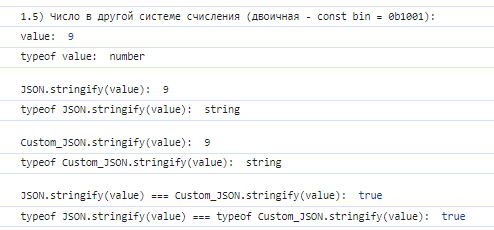 1.5) Число в другой системе счисления (двоичная - const bin = 0b1001):
value:  9
typeof value:  number
JSON.stringify(value):  9
typeof JSON.stringify(value):  string
Custom_JSON.stringify(value):  9
typeof Custom_JSON.stringify(value):  string
JSON.stringify(value) === Custom_JSON.stringify(value):  true
typeof JSON.stringify(value) === typeof Custom_JSON.stringify(value):  true